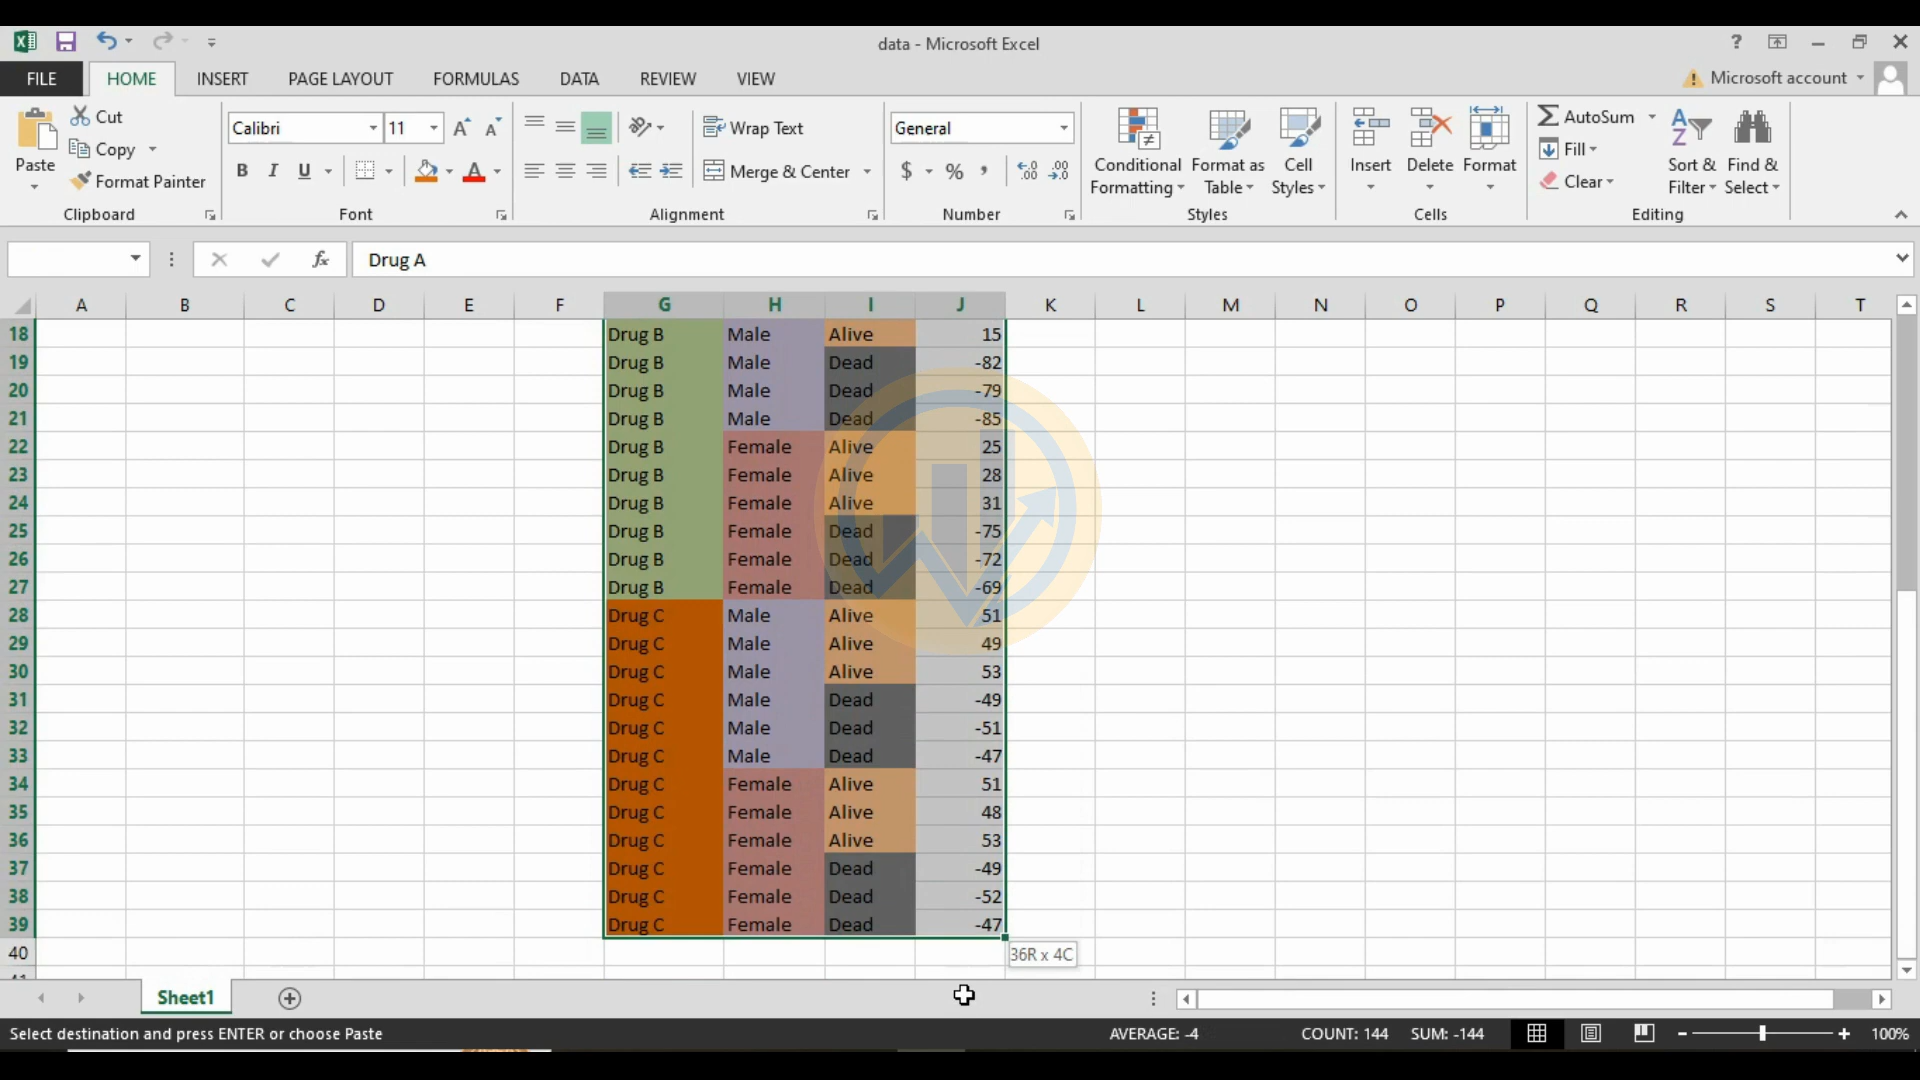 data - Microsoft Excel
?
FILE HOME INSERT PAGE LAYOUT FORMULAS DATA REVIEW VIEW Microsoft account
Paste Cut Copy Format Painter Clipboard
Calibri 11 B I U A Font
Wrap Text Merge & Center Alignment
General $ % , Number
Conditional Formatting Format as Table Cell Styles Styles
Insert Delete Format Cells
AutoSum Fill Clear Sort & Filter Find & Select Editing
fx Drug A
A B C D E F G H I J K L M N O P Q R S T
18 Drug B Male Alive 15
19 Drug B Male Dead -82
20 Drug B Male Dead -79
21 Drug B Male Dead -85
22 Drug B Female Alive 25
23 Drug B Female Alive 28
24 Drug B Female Alive 31
25 Drug B Female Dead -75
26 Drug B Female Dead -72
27 Drug B Female Dead -69
28 Drug C Male Alive 51
29 Drug C Male Alive 49
30 Drug C Male Alive 53
31 Drug C Male Dead -49
32 Drug C Male Dead -51
33 Drug C Male Dead -47
34 Drug C Female Alive 51
35 Drug C Female Alive 48
36 Drug C Female Alive 53
37 Drug C Female Dead -49
38 Drug C Female Dead -52
39 Drug C Female Dead -47
40
36R x 4C
Sheet1
Select destination and press ENTER or choose Paste AVERAGE: -4 COUNT: 144 SUM: -144 100%